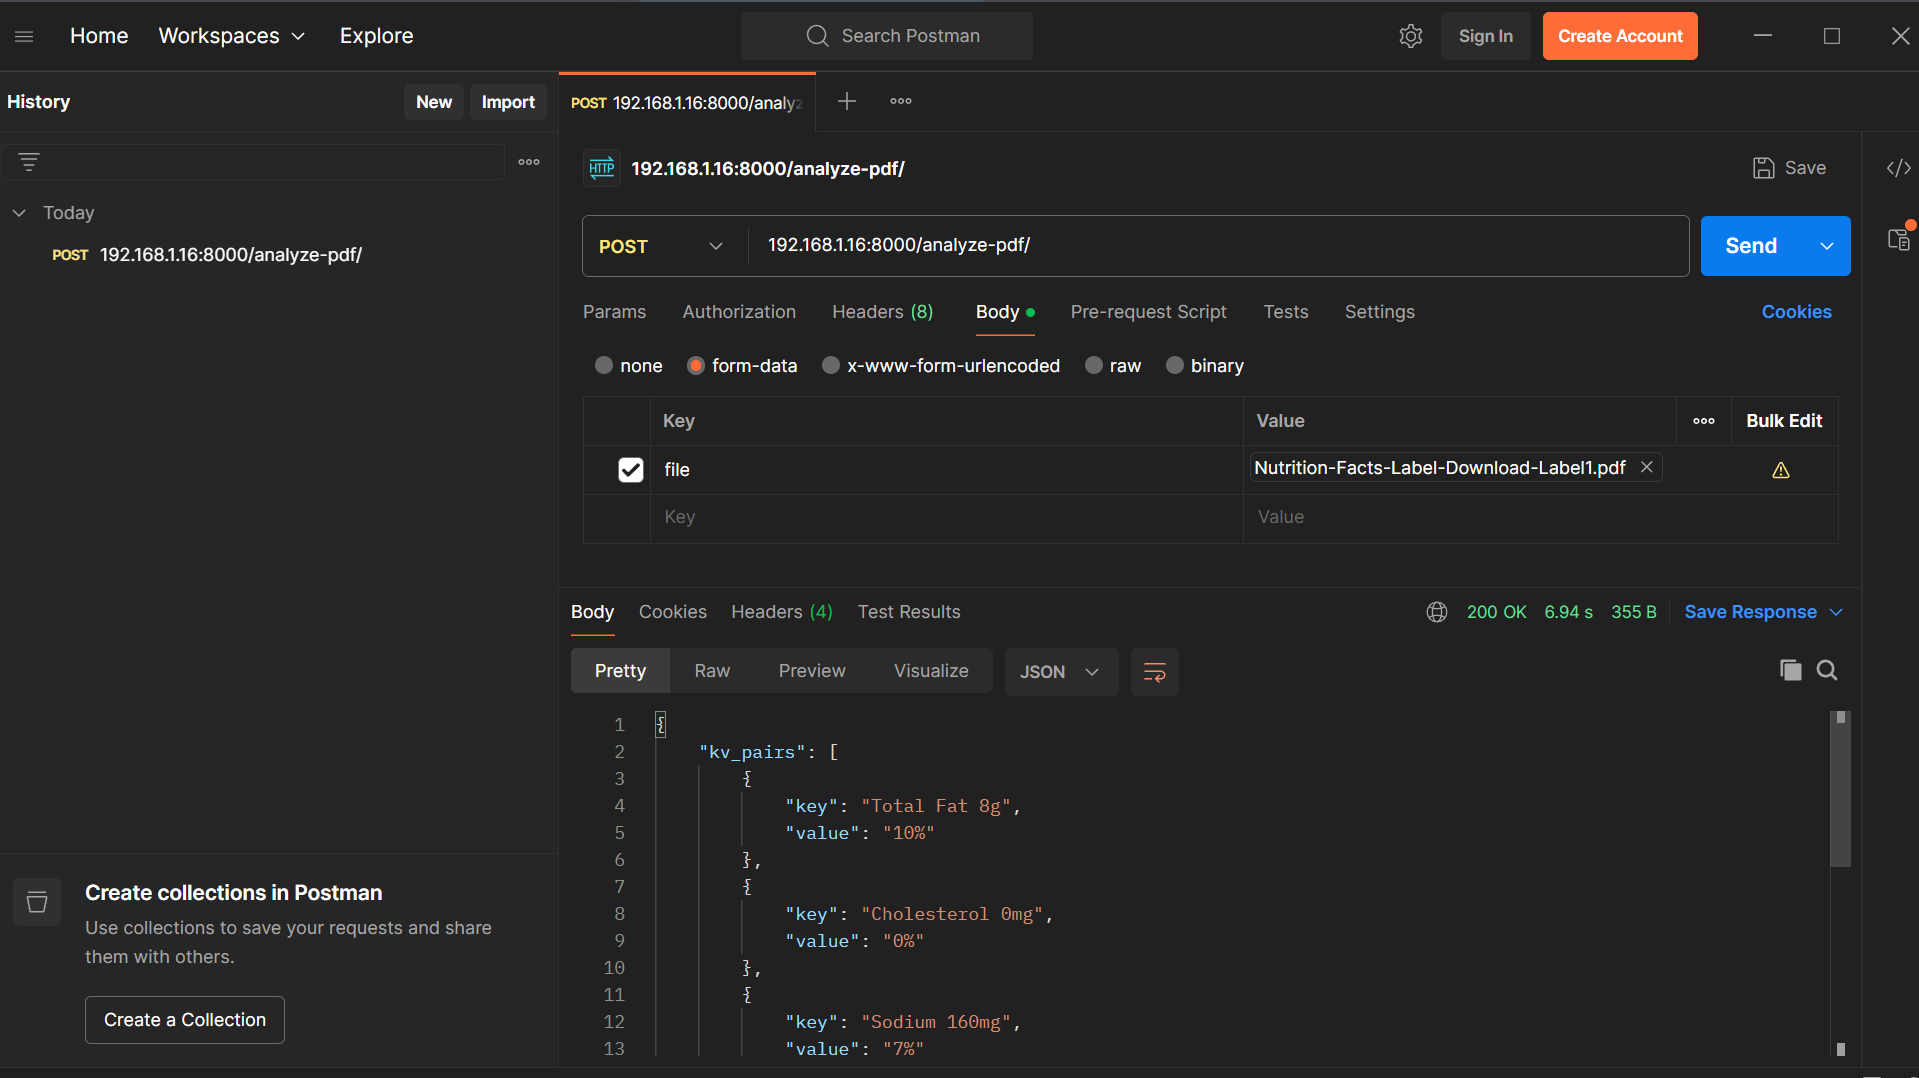 Home Workspaces Explore Search Postman Sign In Create Account
History New Import
Today
POST 192.168.1.16:8000/analyze-pdf/
Create collections in Postman
Use collections to save your requests and share
them with others.
Create a Collection
POST 192.168.1.16:8000/analyz
HTTP 192.168.1.16:8000/analyze-pdf/ Save </>
POST 192.168.1.16:8000/analyze-pdf/ Send
Params Authorization Headers (8) Body Pre-request Script Tests Settings Cookies
none form-data x-www-form-urlencoded raw binary
Key Value Bulk Edit
file Nutrition-Facts-Label-Download-Label1.pdf
Key Value
Body Cookies Headers (4) Test Results 200 OK 6.94 s 355 B Save Response
Pretty Raw Preview Visualize JSON
1 {
2 "kv_pairs": [
3 {
4 "key": "Total Fat 8g",
5 "value": "10%"
6 },
7 {
8 "key": "Cholesterol 0mg",
9 "value": "0%"
10 },
11 {
12 "key": "Sodium 160mg",
13 "value": "7%"